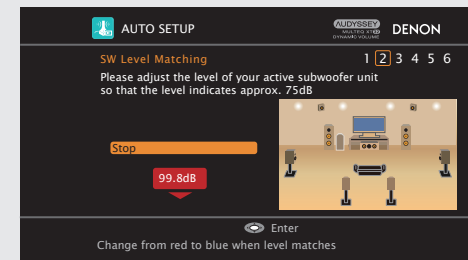 AUTO SETUP
AUDYSSEY
MULTEQ XT32
DYNAMIC VOLUME
DENON
SW Level Matching
1 2 3 4 5 6
Please adjust the level of your active subwoofer unit
so that the level indicates approx. 75dB
Stop
99.8dB
Enter
Change from red to blue when level matches